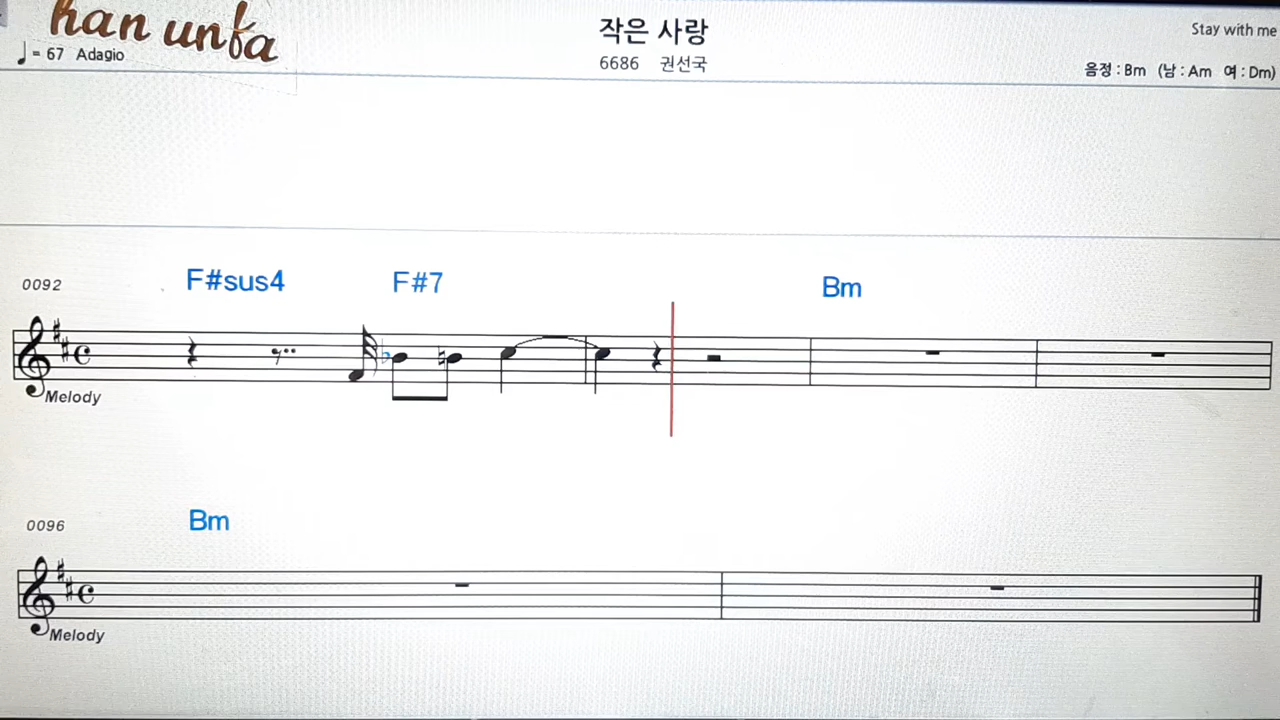 han unfa
♩ = 67 Adagio
작은 사랑
6686 권선국
Stay with me
음정 : Bm (남 : Am 여 : Dm)
0092
F#sus4 F#7 Bm
Melody
0096
Bm
Melody